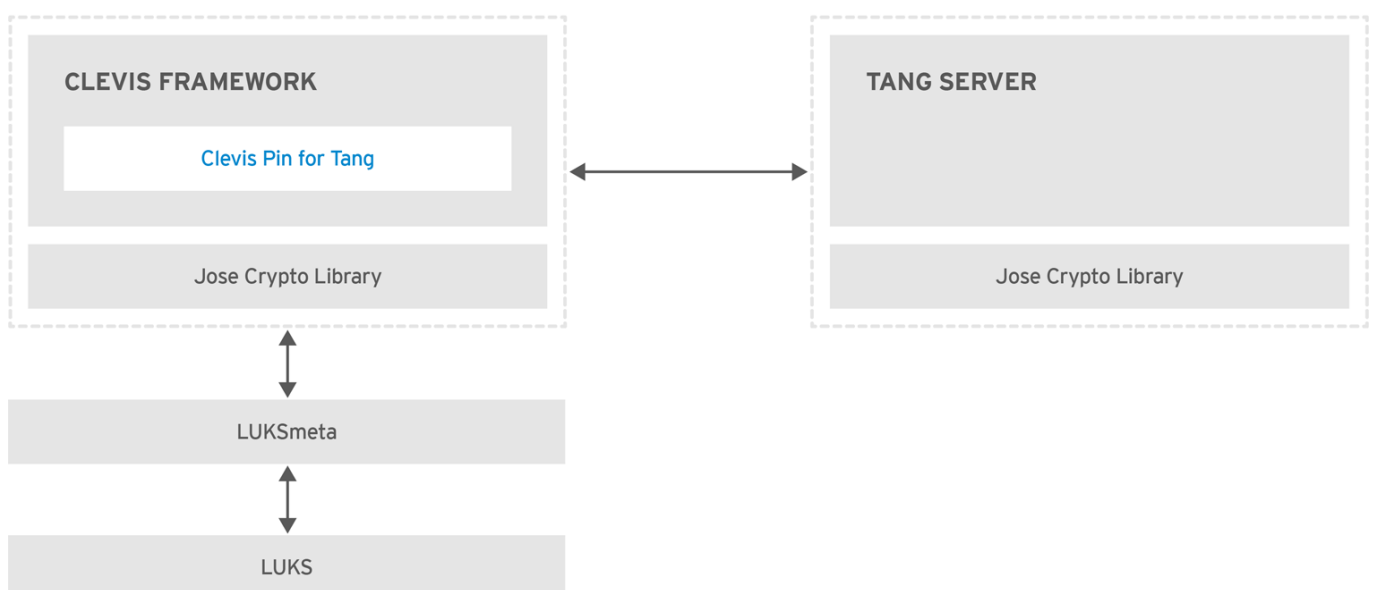 CLEVIS FRAMEWORK
Clevis Pin for Tang
Jose Crypto Library
TANG SERVER
Jose Crypto Library
LUKSmeta
LUKS